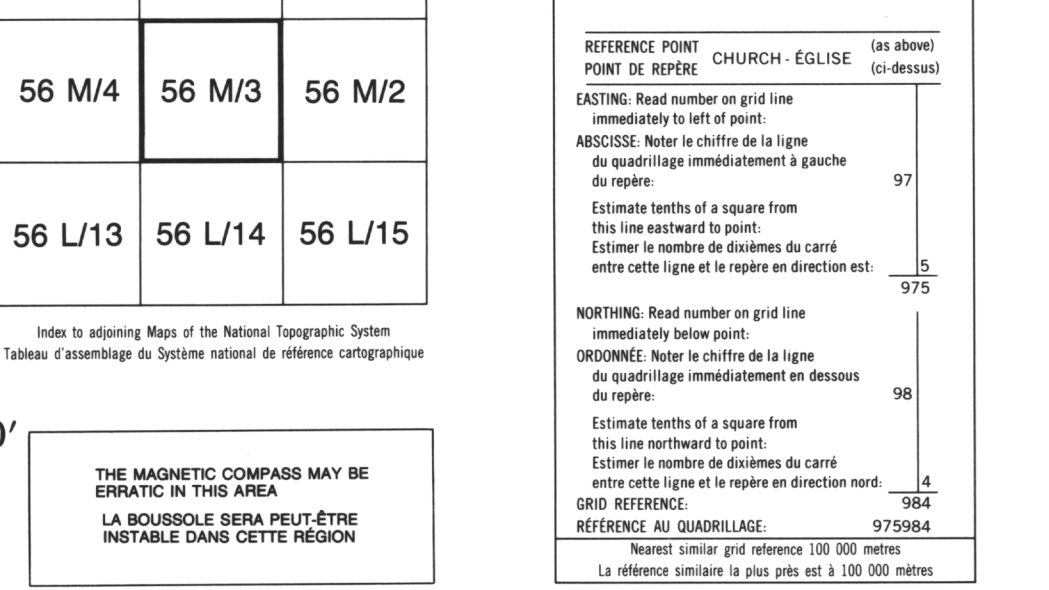 56 M/4 56 M/3 56 M/2
56 L/13 56 L/14 56 L/15
Index to adjoining Maps of the National Topographic System
Tableau d'assemblage du Système national de référence cartographique
0'
THE MAGNETIC COMPASS MAY BE
ERRATIC IN THIS AREA
LA BOUSSOLE SERA PEUT-ÊTRE
INSTABLE DANS CETTE RÉGION
REFERENCE POINT
POINT DE REPÈRE
CHURCH - ÉGLISE
(as above)
(ci-dessus)
EASTING: Read number on grid line
immediately to left of point:
ABSCISSE: Noter le chiffre de la ligne
du quadrillage immédiatement à gauche
du repère: 97
Estimate tenths of a square from
this line eastward to point:
Estimer le nombre de dixièmes du carré
entre cette ligne et le repère en direction est: 5
975
NORTHING: Read number on grid line
immediately below point:
ORDONNÉE: Noter le chiffre de la ligne
du quadrillage immédiatement en dessous
du repère: 98
Estimate tenths of a square from
this line northward to point:
Estimer le nombre de dixièmes du carré
entre cette ligne et le repère en direction nord: 4
GRID REFERENCE: 984
RÉFÉRENCE AU QUADRILLAGE: 975984
Nearest similar grid reference 100 000 metres
La référence similaire la plus près est à 100 000 mètres